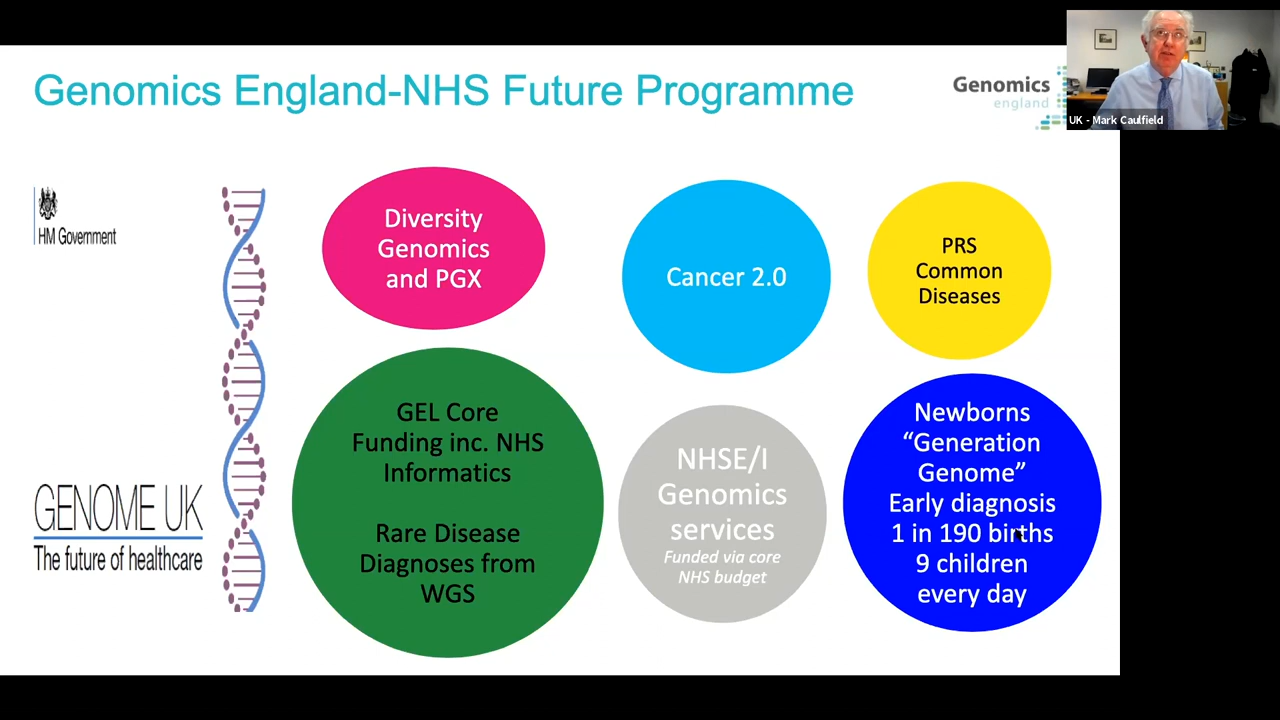 Genomics England-NHS Future Programme
Genomics
england
UK - Mark Caulfield
HM Government
Diversity
Genomics
and PGX
Cancer 2.0
PRS
Common
Diseases
GEL Core
Funding inc. NHS
Informatics
Rare Disease
Diagnoses from
WGS
NHSE/I
Genomics
services
Funded via core
NHS budget
Newborns
“Generation
Genome”
Early diagnosis
1 in 190 births
9 children
every day
GENOME UK
The future of healthcare